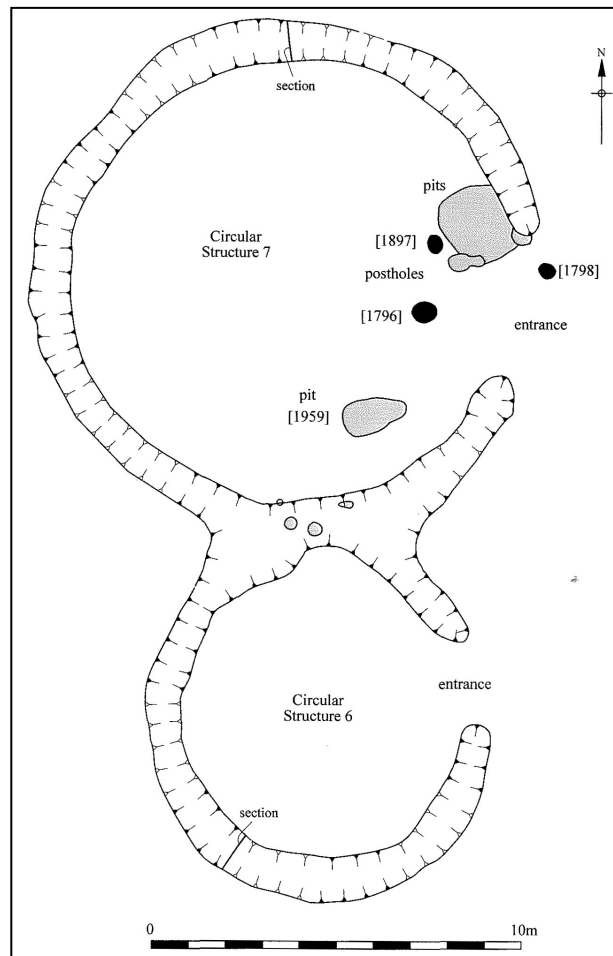 N
section
pits
Circular
Structure 7
[1897]
postholes
[1798]
[1796]
entrance
pit
[1959]
entrance
Circular
Structure 6
section
0
10m